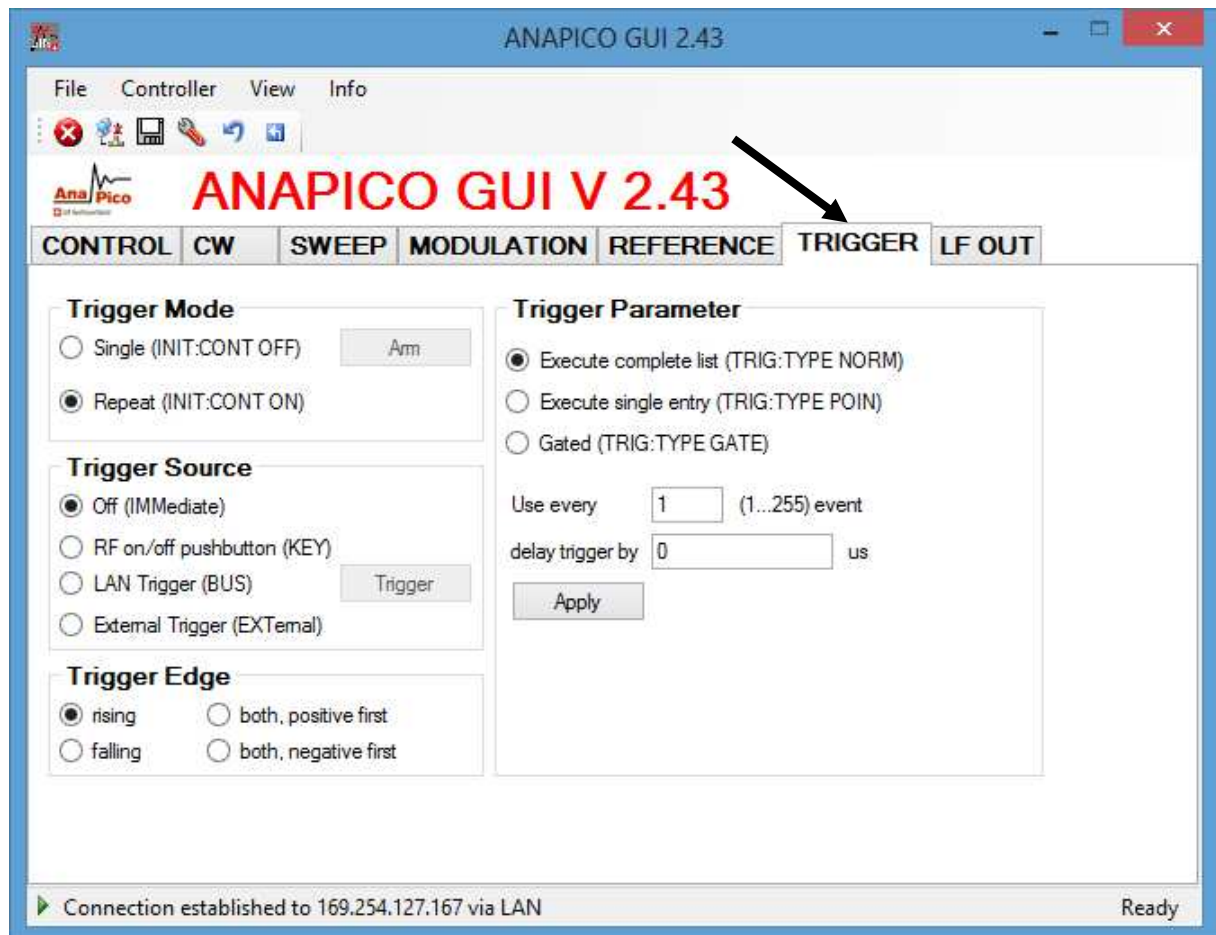 ANAPICO GUI 2.43
File Controller View Info
Ana Pico
ANAPICO GUI V 2.43
CONTROL CW SWEEP MODULATION REFERENCE TRIGGER LF OUT
Trigger Mode
Single (INIT:CONT OFF) Arm
Repeat (INIT:CONT ON)
Trigger Source
Off (IMMediate)
RF on/off pushbutton (KEY)
LAN Trigger (BUS) Trigger
External Trigger (EXTernal)
Trigger Edge
rising both, positive first
falling both, negative first
Trigger Parameter
Execute complete list (TRIG:TYPE NORM)
Execute single entry (TRIG:TYPE POIN)
Gated (TRIG:TYPE GATE)
Use every 1 (1...255) event
delay trigger by 0 us
Apply
Connection established to 169.254.127.167 via LAN Ready